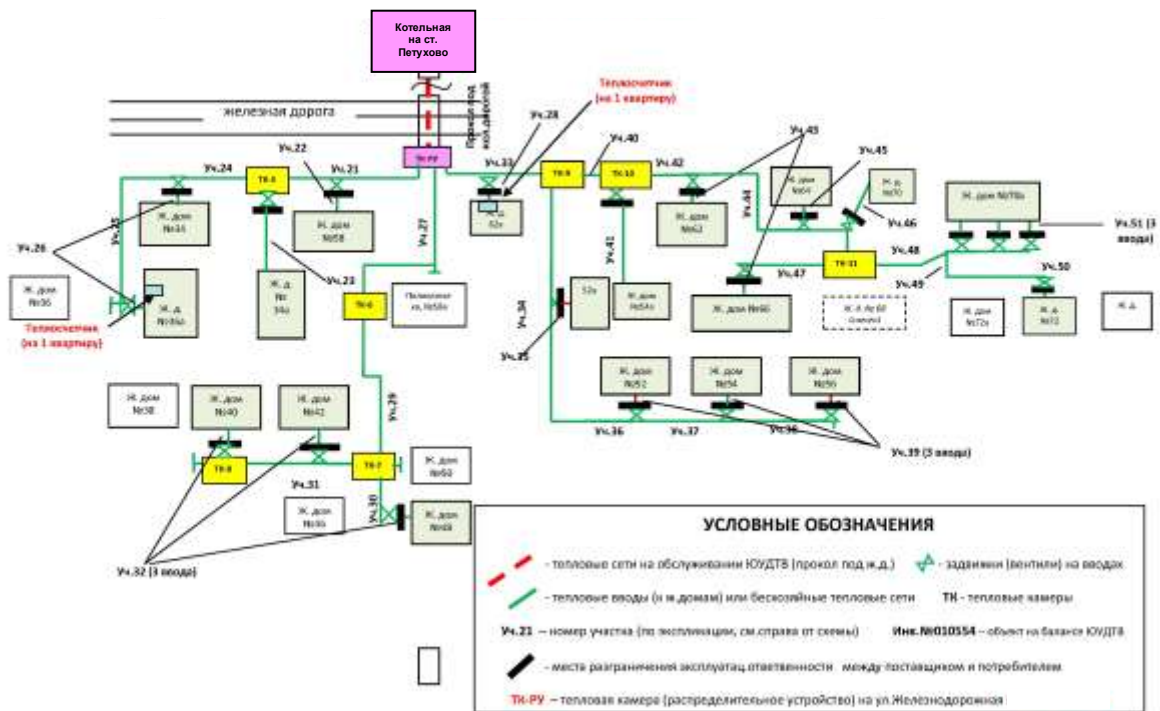 Котельная
на ст.
Петухово
железная дорога
Прокол под
жел.дорогой
Теплосчетчик
(на 1 квартиру)
Уч.28
Уч.43
Уч.22
Уч.40
Уч.45
ТК-РУ
Уч.24
Уч.21
Уч.33
Уч.42
ТК-5
ТК-9
ТК-10
Ж. дом
№64
Ж. д
№70
Ж. дом №70а
Уч.25
Ж. дом
№34
Ж. дом
№58
Уч.27
Ж. д.
52г
Ж. дом
№62
Уч.44
Уч.46
Уч.51 (3
ввода)
Уч.26
Уч.23
Уч.41
Уч.47
ТК-11
Уч.48
Уч.50
Уч.49
Ж. дом
№36
Ж. д.
№36а
Ж. д
№
34а
ТК-6
Уч.34
Ж. дом
№54а
Ж. дом №66
Ж. дом
№72а
Ж. д
№72
Ж. д.
Теплосчетчик
(на 1 квартиру)
Уч.35
Ж. дом
№38
Ж. дом
№40
Ж. дом
№42
Уч.29
Ж. дом
№52
Ж. дом
№54
Ж. дом
№56
Уч.36
Уч.37
Уч.38
Уч.39 (3 ввода)
ТК-8
ТК-7
Уч.31
Уч.30
Ж. дом
Ж. дом
№46
Ж. дом
№48
Уч.32 (3 ввода)
УСЛОВНЫЕ ОБОЗНАЧЕНИЯ
- тепловые сети на обслуживании ЮУДТВ (прокол под ж.д.)
- задвижки (вентили) на вводах
- тепловые вводы (к ж.домам) или бесхозяйные тепловые сети
ТК - тепловые камеры
Уч.21 – номер участка (по экспликации, см.справа от схемы)
Инв.№010554 – объект на балансе ЮУДТВ
- места разграничения эксплуатац.ответвенности между поставщиком и потребителем
ТК-РУ – тепловая камера (распределительное устройство) на ул.Железнодорожная